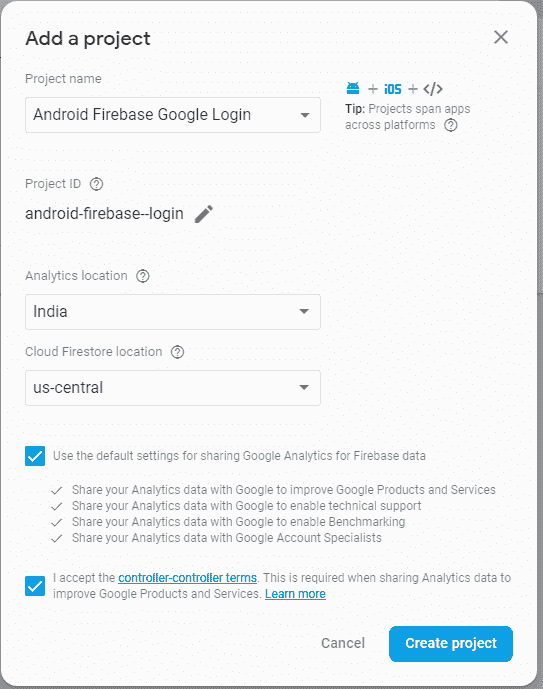 Add a project
Project name
Android Firebase Google Login
+ iOS + </>
Tip: Projects span apps
across platforms
Project ID
android-firebase--login
Analytics location
India
Cloud Firestore location
us-central
Use the default settings for sharing Google Analytics for Firebase data
Share your Analytics data with Google to improve Google Products and Services
Share your Analytics data with Google to enable technical support
Share your Analytics data with Google to enable Benchmarking
Share your Analytics data with Google Account Specialists
I accept the controller-controller terms. This is required when sharing Analytics data to
improve Google Products and Services. Learn more
Cancel
Create project